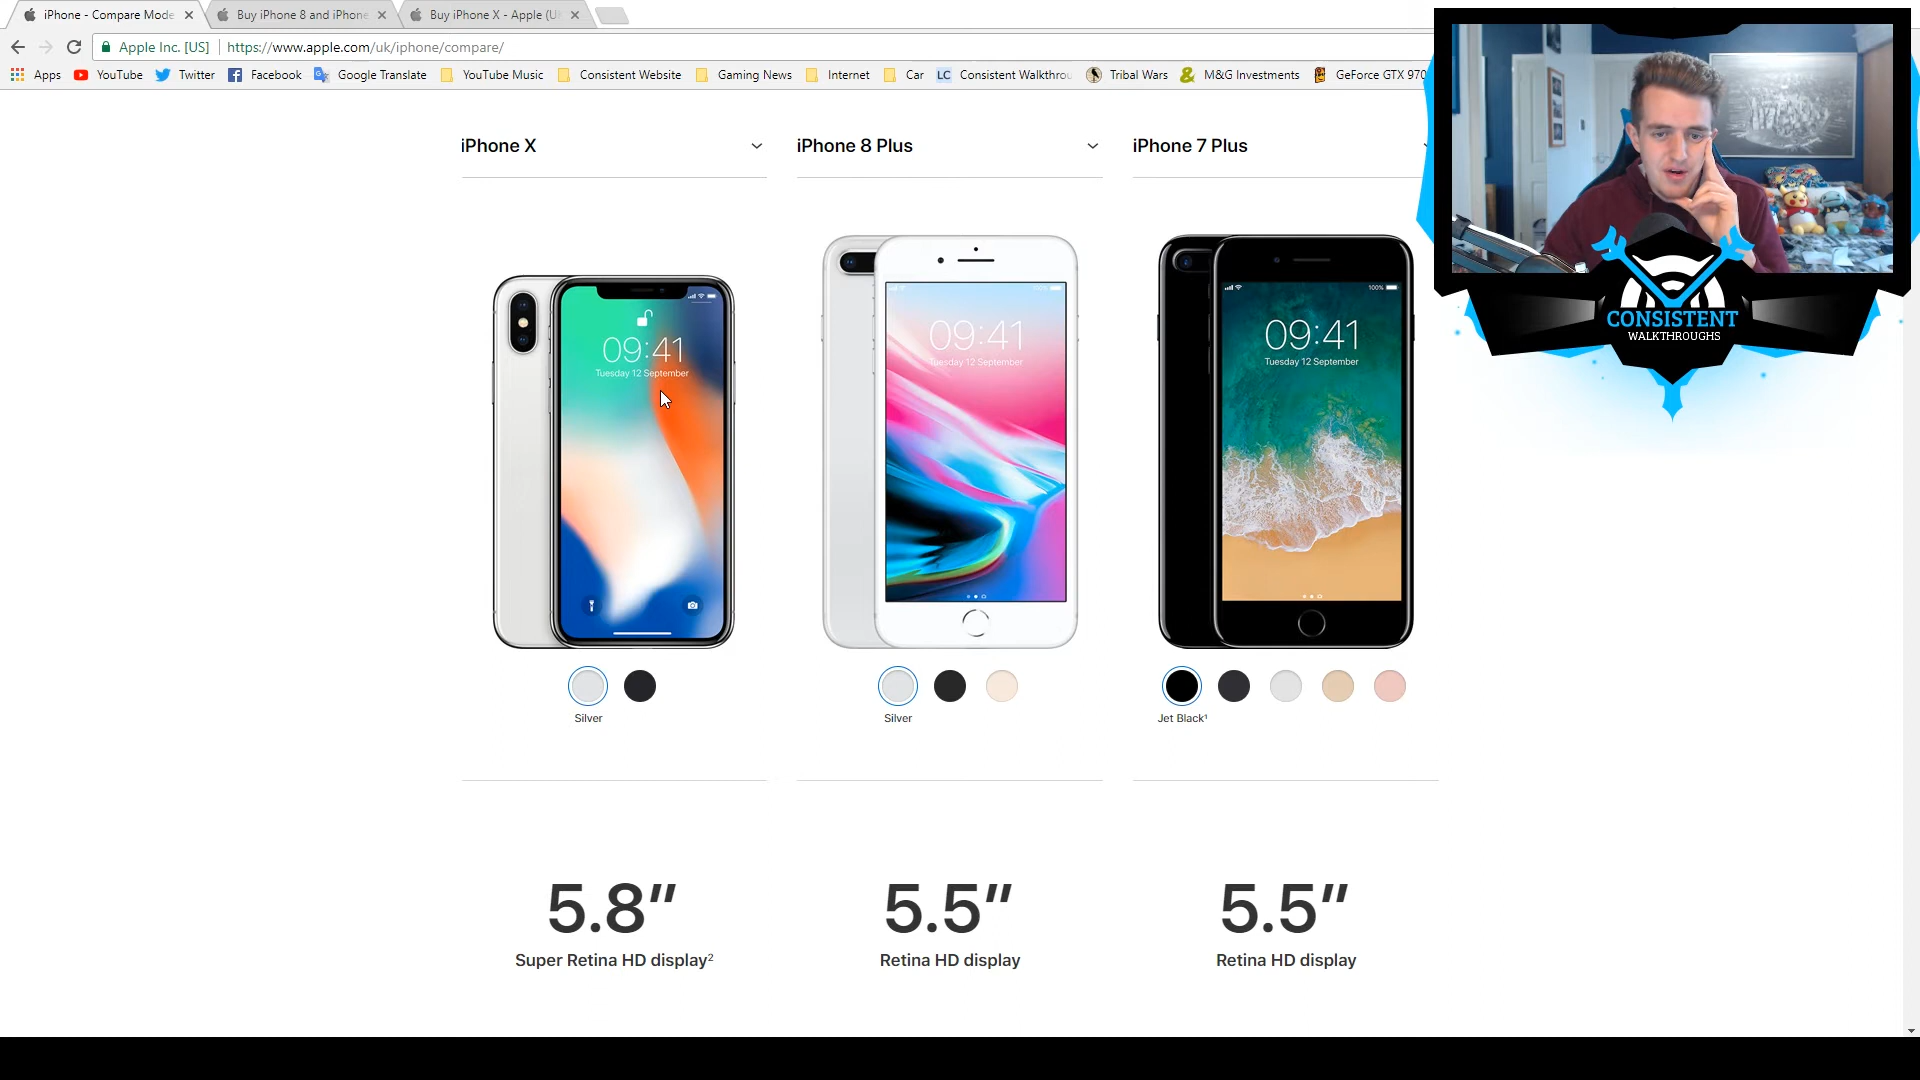 iPhone - Compare Mode
Buy iPhone 8 and iPhone
Buy iPhone X - Apple (U
Apple Inc. [US]
https://www.apple.com/uk/iphone/compare/
Apps YouTube Twitter Facebook Google Translate YouTube Music Consistent Website Gaming News Internet Car LC Consistent Walkthrou Tribal Wars M&G Investments GeForce GTX 970
iPhone X
iPhone 8 Plus
iPhone 7 Plus
09:41
Tuesday 12 September
100%
09:41
Tuesday 12 September
100%
09:41
Tuesday 12 September
CONSISTENT
WALKTHROUGHS
Silver
Silver
Jet Black¹
5.8″
Super Retina HD display²
5.5″
Retina HD display
5.5″
Retina HD display